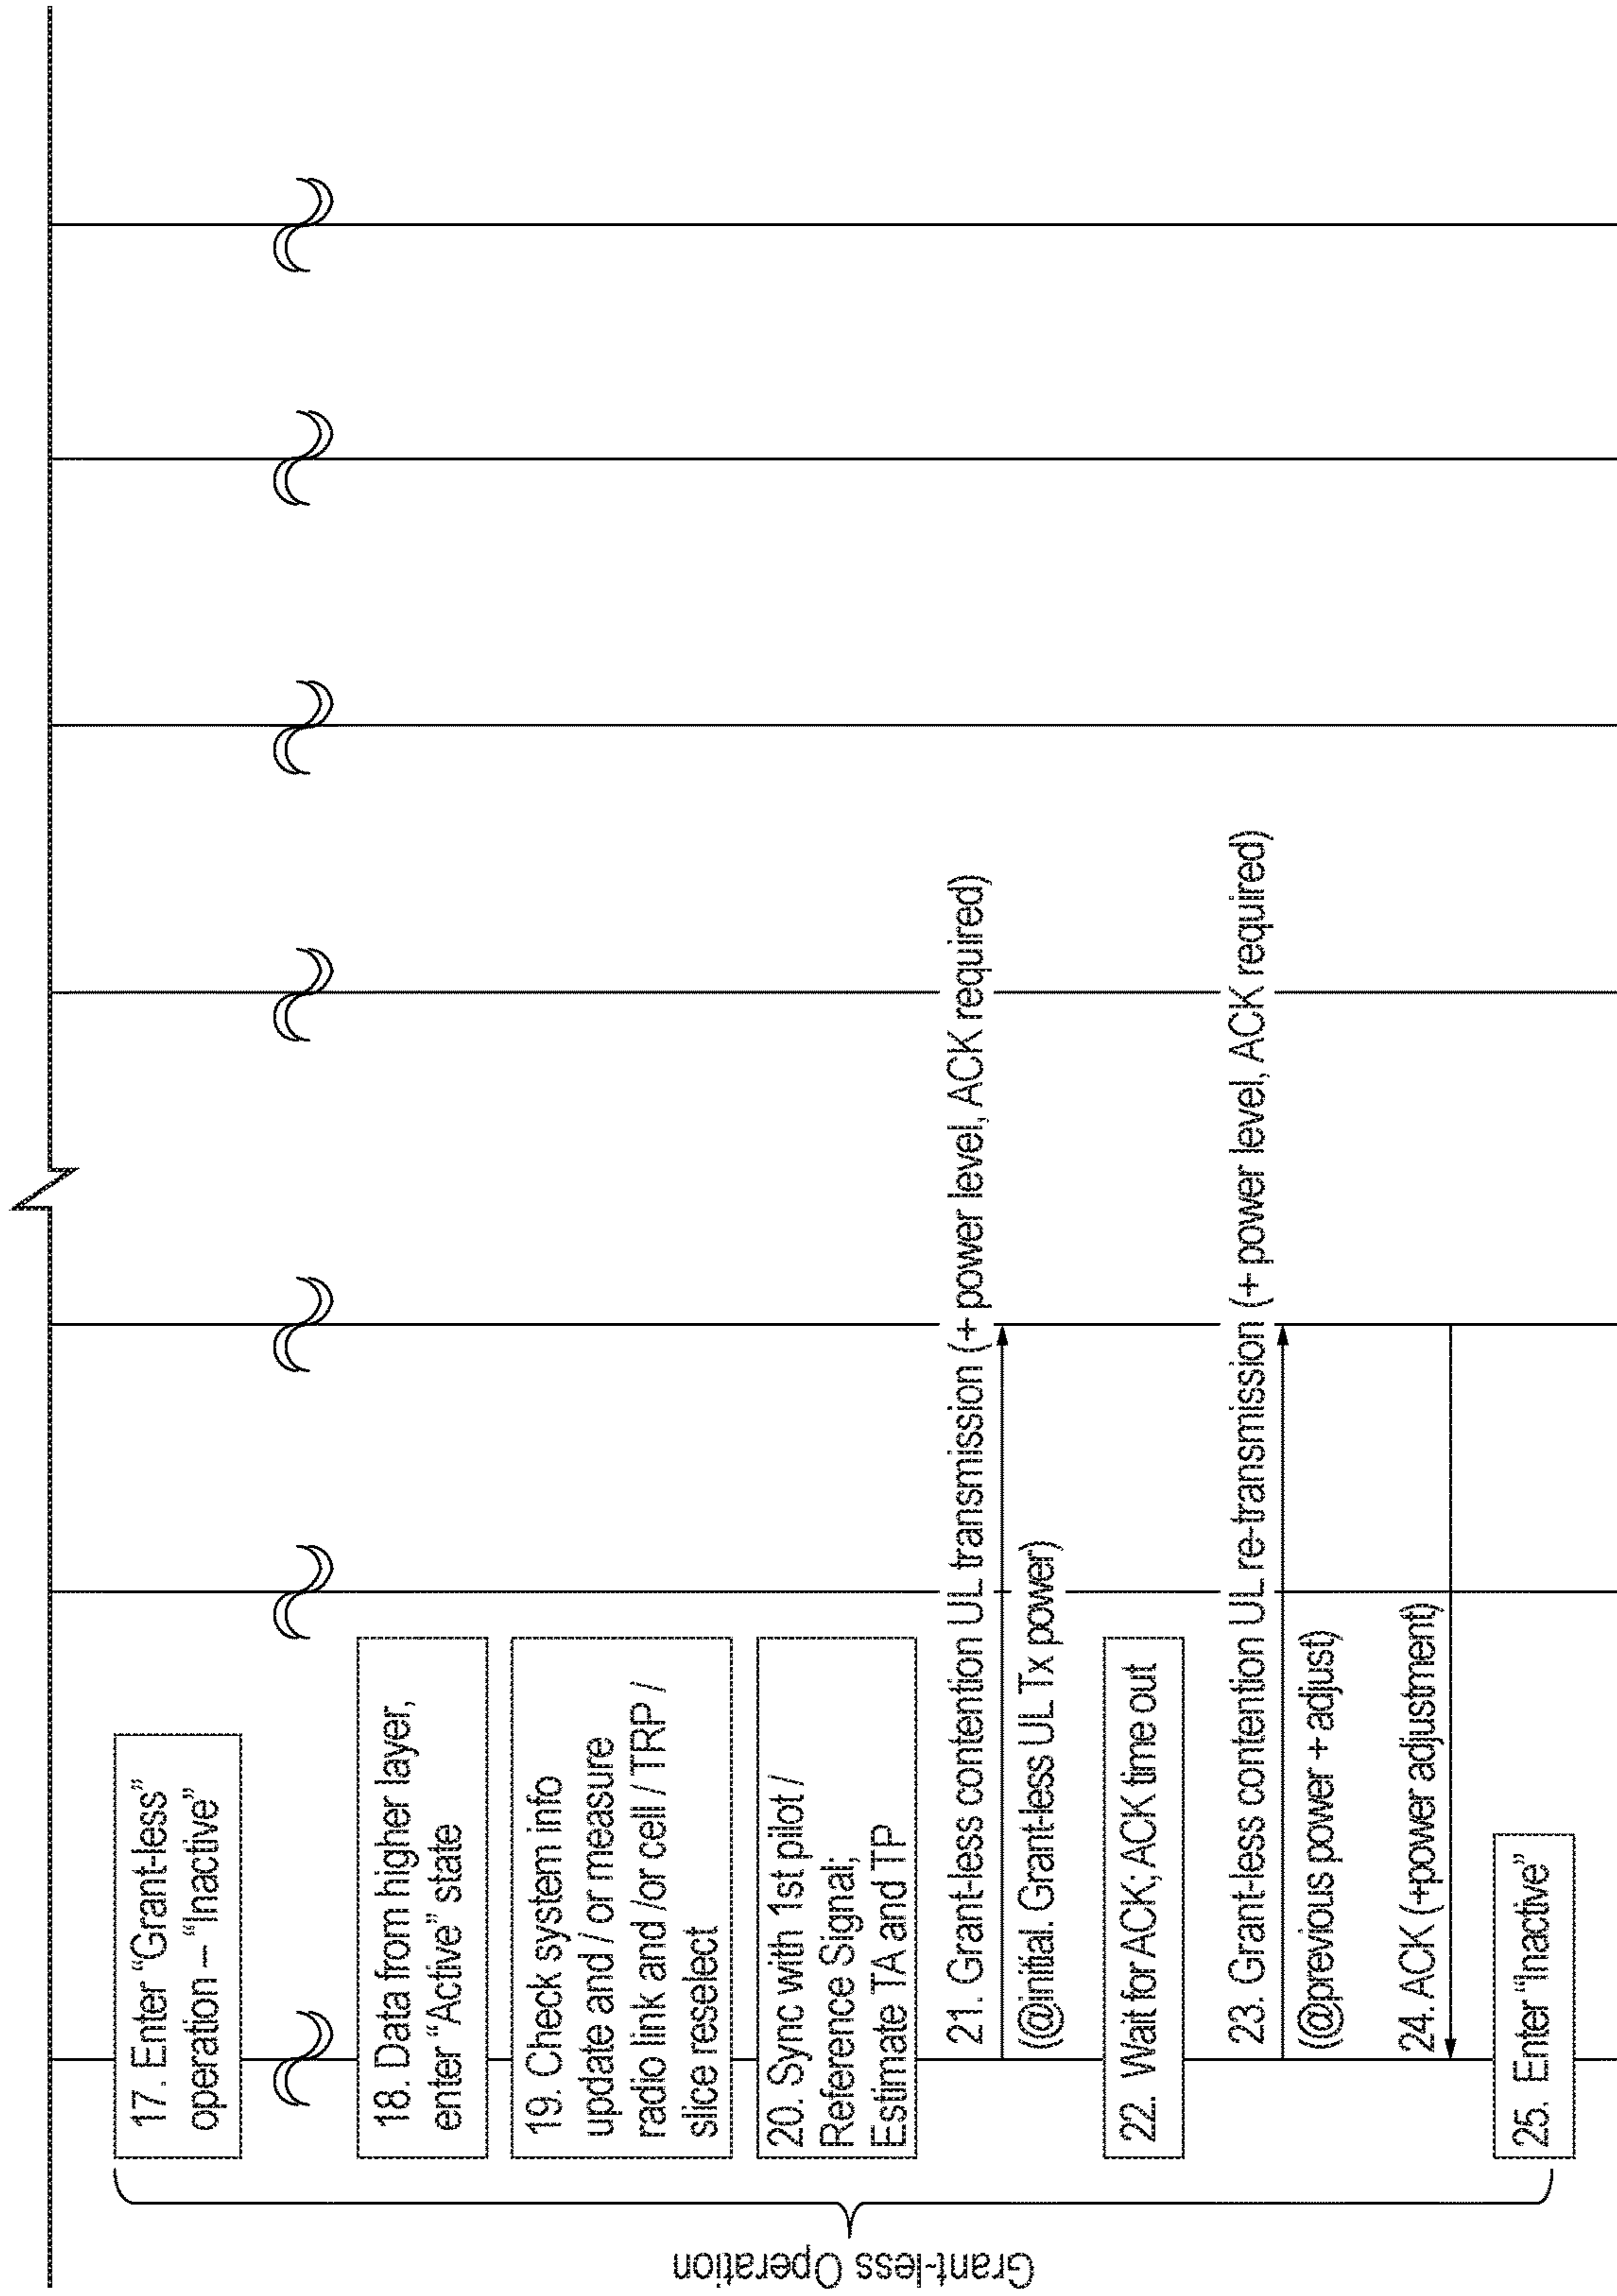 Grant-less Operation
17. Enter “Grant-less”
operation – “Inactive”
18. Data from higher layer,
enter “Active” state
19. Check system info
update and / or measure
radio link and /or cell / TRP /
slice reselect
20. Sync with 1st pilot /
Reference Signal;
Estimate TA and TP
21. Grant-less contention UL transmission (+ power level, ACK required)
(@initial. Grant-less UL Tx power)
22. Wait for ACK; ACK time out
23. Grant-less contention UL re-transmission (+ power level, ACK required)
(@previous power + adjust)
24. ACK (+power adjustment)
25. Enter “Inactive”